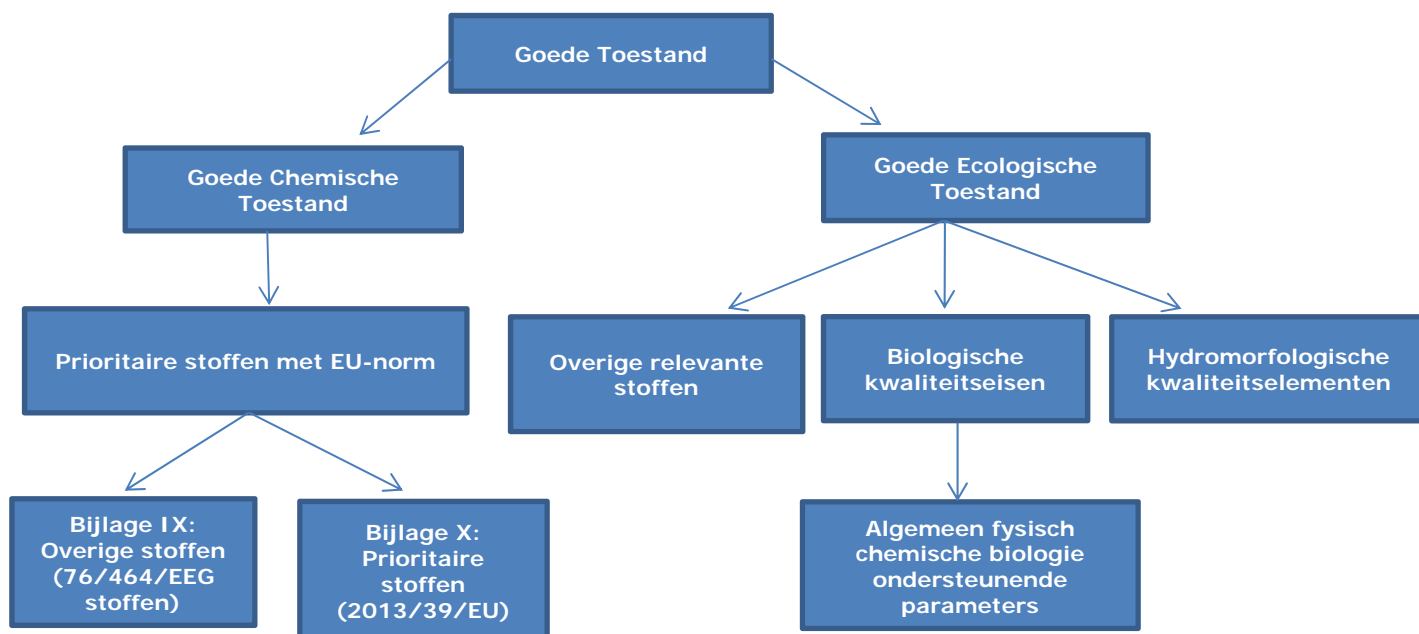 Goede Toestand
Goede Chemische
Toestand
Goede Ecologische
Toestand
Prioritaire stoffen met EU-norm
Overige relevante
stoffen
Biologische
kwaliteitseisen
Hydromorfologische
kwaliteitselementen
Bijlage IX:
Overige stoffen
(76/464/EEG
stoffen)
Bijlage X:
Prioritaire
stoffen
(2013/39/EU)
Algemeen fysisch
chemische biologie
ondersteunende
parameters